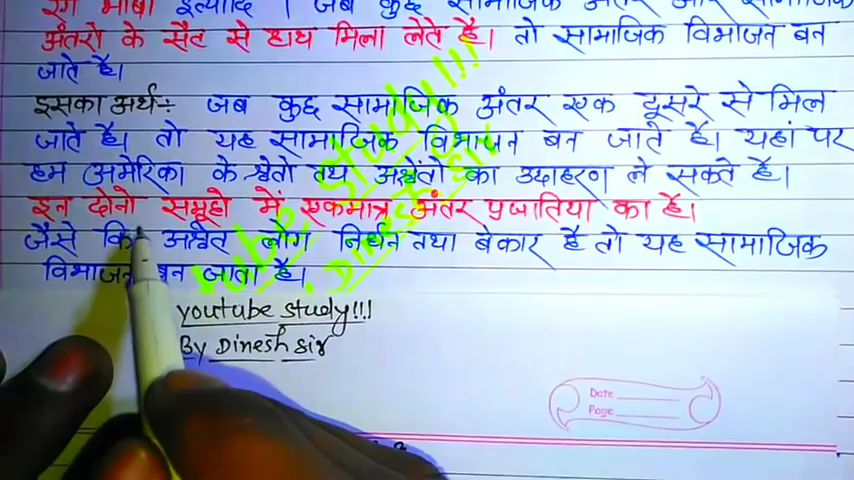 रंग भाषा इत्यादि । जब कुछ सामाजिक अंतर और सामाजिक
अंतरो के सैट से हाथ मिला लेते है। तो सामाजिक विभाजन बन
जाते है।
इसका अर्थ:- जब कुछ सामाजिक अंतर एक दूसरे से मिल
जाते है। तो यह सामाजिक विभाजन बन जाते है। यहां पर
हम अमेरिका के श्वेतो तथ अश्वेतो का उदाहरण ले सकते है।
इन दोनो समूहो में एकमात्र अंतर प्रजातिया का है।
जैसे कि अश्वेत लोग निर्धन तथा बेकार है तो यह सामाजिक
विभाजन बन जाता है।
youtube study!!!
By Dinesh sir
Date
Page